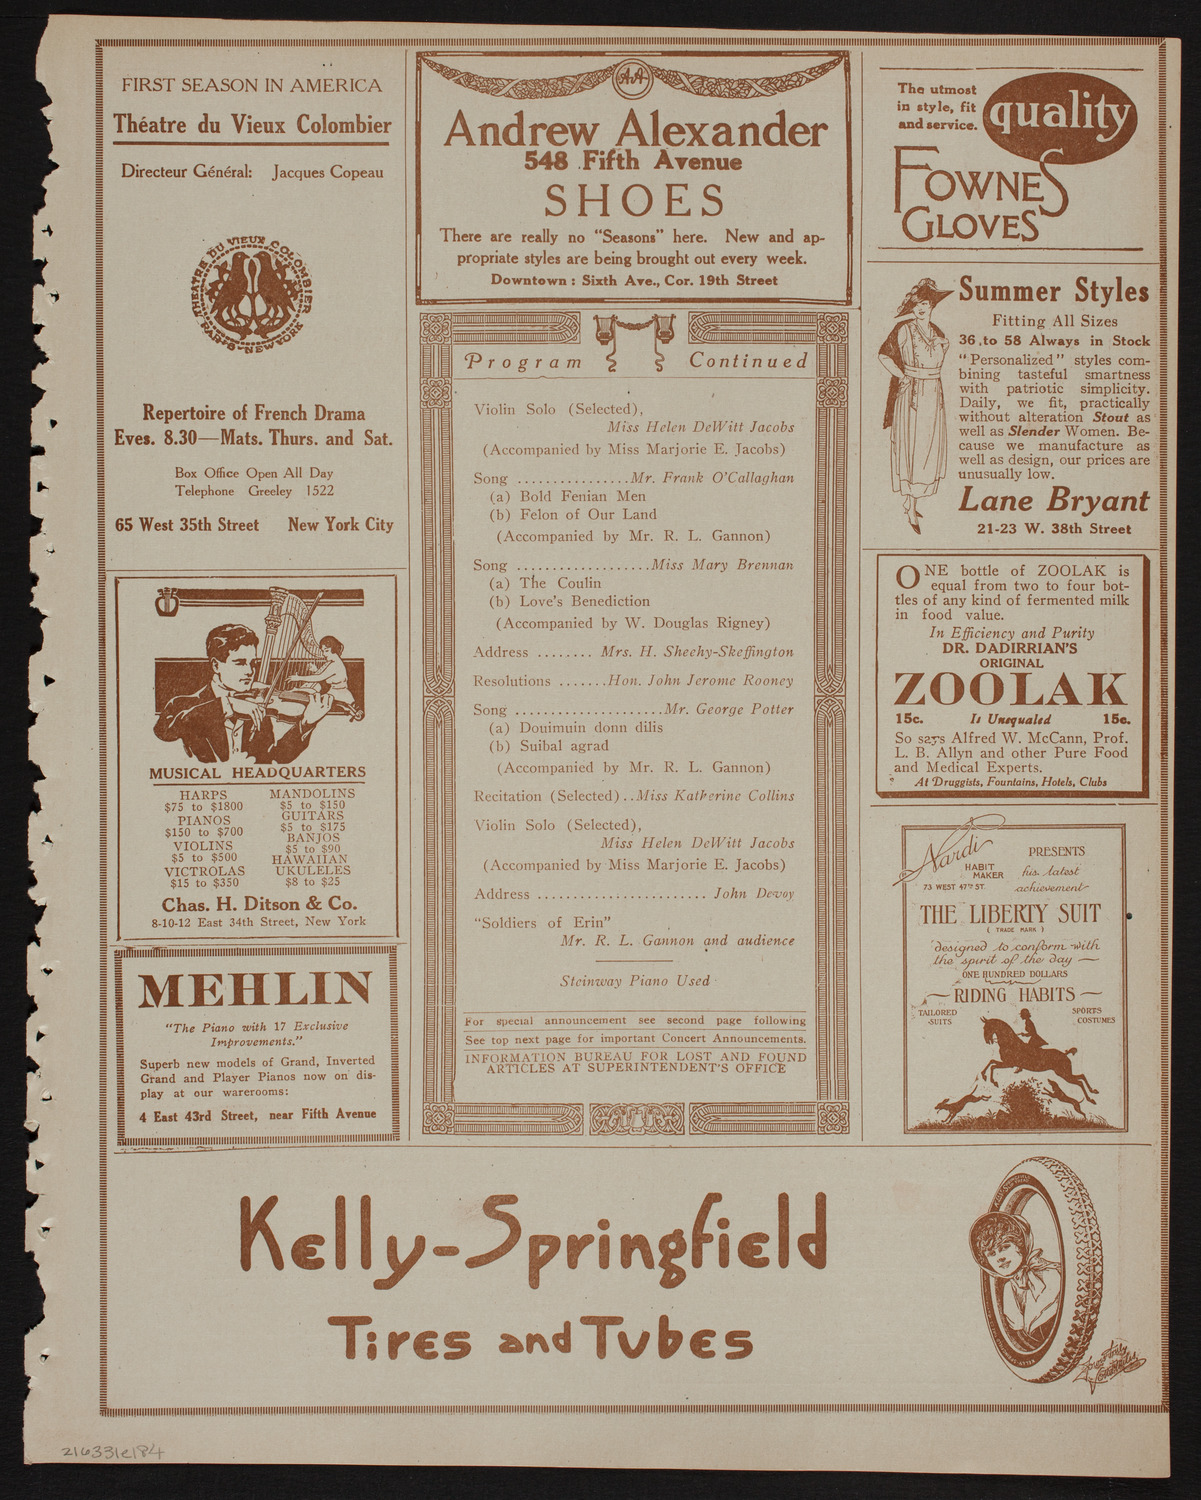 FIRST SEASON IN AMERICA
Théatre du Vieux Colombier
Directeur Général: Jacques Copeau
THEATRE DU VIEUX COLOMBIER
PARIS-NEW YORK
Repertoire of French Drama
Eves. 8.30—Mats. Thurs. and Sat.
Box Office Open All Day
Telephone Greeley 1522
65 West 35th Street New York City
MUSICAL HEADQUARTERS
HARPS
$75 to $1800
PIANOS
$150 to $700
VIOLINS
$5 to $500
VICTROLAS
$15 to $350
MANDOLINS
$5 to $150
GUITARS
$5 to $175
BANJOS
$5 to $90
HAWAIIAN
UKULELES
$8 to $25
Chas. H. Ditson & Co.
8-10-12 East 34th Street, New York
MEHLIN
"The Piano with 17 Exclusive
Improvements."
Superb new models of Grand, Inverted
Grand and Player Pianos now on dis-
play at our warerooms:
4 East 43rd Street, near Fifth Avenue
AA
Andrew Alexander
548 Fifth Avenue
SHOES
There are really no "Seasons" here. New and ap-
propriate styles are being brought out every week.
Downtown: Sixth Ave., Cor. 19th Street
Program Continued
Violin Solo (Selected),
Miss Helen DeWitt Jacobs
(Accompanied by Miss Marjorie E. Jacobs)
Song ................Mr. Frank O'Callaghan
(a) Bold Fenian Men
(b) Felon of Our Land
(Accompanied by Mr. R. L. Gannon)
Song ...................Miss Mary Brennan
(a) The Coulin
(b) Love's Benediction
(Accompanied by W. Douglas Rigney)
Address ........ Mrs. H. Sheehy-Skeffington
Resolutions .......Hon. John Jerome Rooney
Song .....................Mr. George Potter
(a) Douimuin donn dilis
(b) Suibal agrad
(Accompanied by Mr. R. L. Gannon)
Recitation (Selected)..Miss Katherine Collins
Violin Solo (Selected),
Miss Helen DeWitt Jacobs
(Accompanied by Miss Marjorie E. Jacobs)
Address ........................ John Devoy
"Soldiers of Erin"
Mr. R. L. Gannon and audience
Steinway Piano Used
For special announcement see second page following
See top next page for important Concert Announcements.
INFORMATION BUREAU FOR LOST AND FOUND
ARTICLES AT SUPERINTENDENT'S OFFICE
The utmost
in style, fit
and service.
quality
FOWNES
GLOVES
Summer Styles
Fitting All Sizes
36 to 58 Always in Stock
"Personalized" styles com-
bining tasteful smartness
with patriotic simplicity.
Daily, we fit, practically
without alteration Stout as
well as Slender Women. Be-
cause we manufacture as
well as design, our prices are
unusually low.
Lane Bryant
21-23 W. 38th Street
ONE bottle of ZOOLAK is
equal from two to four bot-
tles of any kind of fermented milk
in food value.
In Efficiency and Purity
DR. DADIRRIAN'S
ORIGINAL
ZOOLAK
15c. Is Unequaled 15c.
So says Alfred W. McCann, Prof.
L. B. Allyn and other Pure Food
and Medical Experts.
At Druggists, Fountains, Hotels, Clubs
Nardi
HABIT
MAKER
73 WEST 47TH ST.
PRESENTS
his latest
achievement
THE LIBERTY SUIT
(TRADE MARK)
designed to conform with
the spirit of the day —
ONE HUNDRED DOLLARS
— RIDING HABITS —
TAILORED
SUITS
SPORTS
COSTUMES
Kelly-Springfield
Tires and Tubes
216331e184